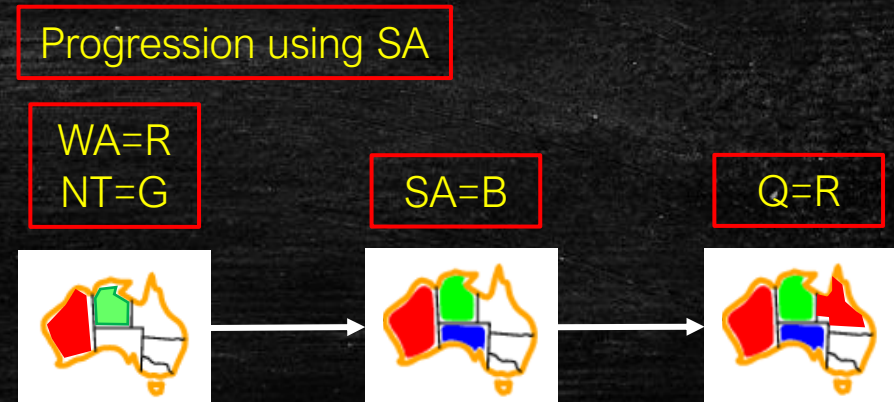 Progression using SA
WA=R
NT=G
SA=B
Q=R